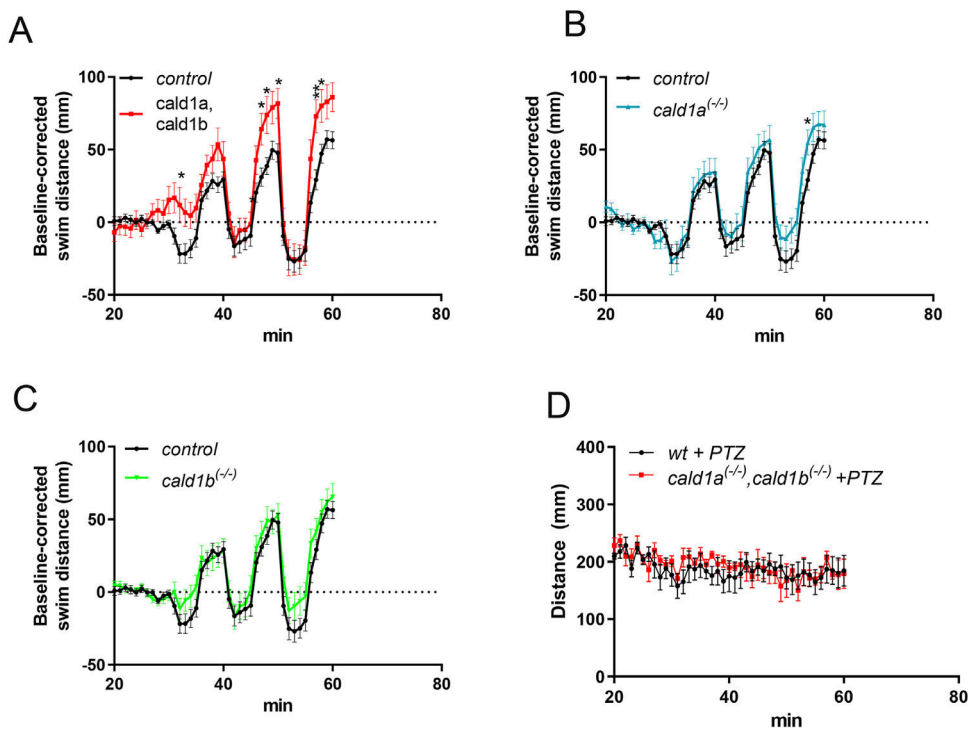 A
Baseline-corrected
swim distance (mm)
100
50
0
-50
control
cald1a,
cald1b
*
*
*
*
**
*
20
40
60
80
min
B
Baseline-corrected
swim distance (mm)
100
50
0
-50
control
cald1a(-/-)
*
20
40
60
80
min
C
Baseline-corrected
swim distance (mm)
100
50
0
-50
control
cald1b(-/-)
20
40
60
80
min
D
Distance (mm)
400
300
200
100
0
wt + PTZ
cald1a(-/-),cald1b(-/-) +PTZ
20
40
60
80
min